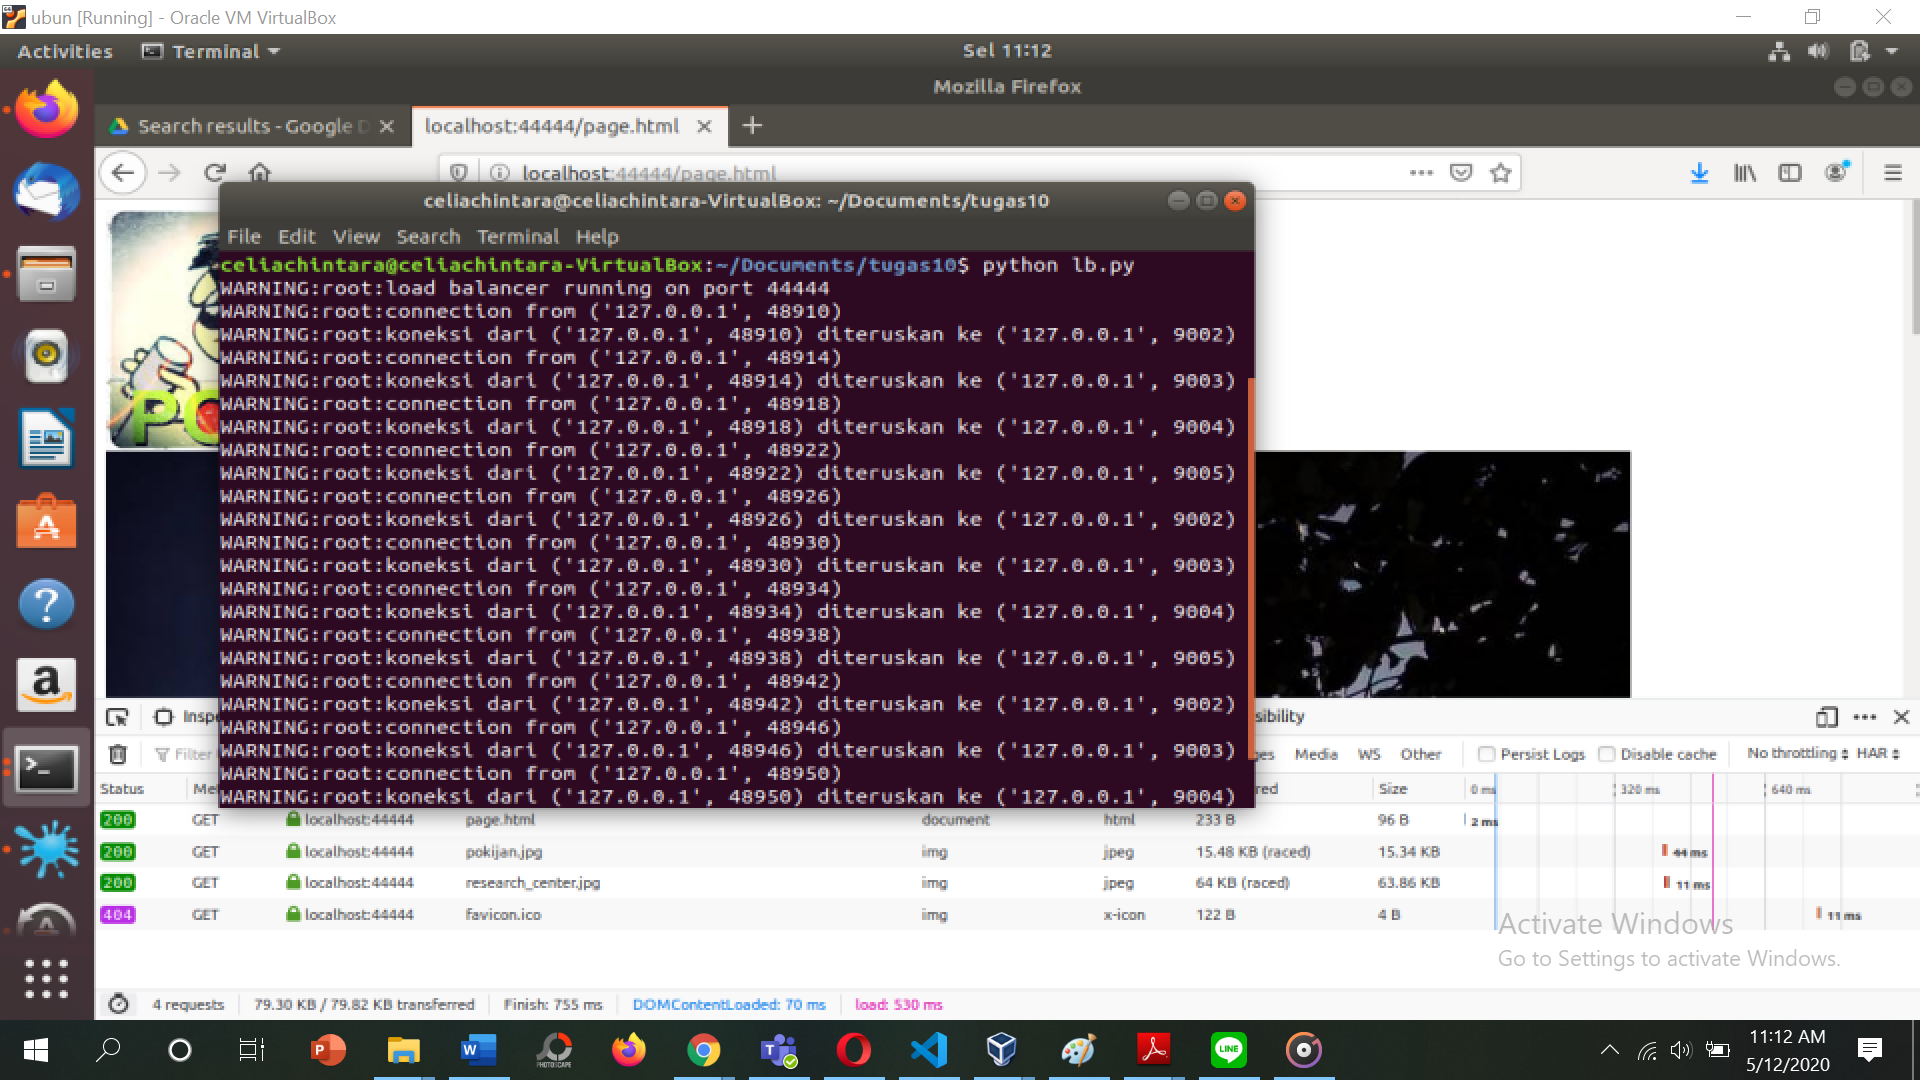 ubun [Running] - Oracle VM VirtualBox
Activities
Terminal
Sel 11:12
Mozilla Firefox
Search results - Google D
localhost:44444/page.html
localhost:44444/page.html
celiachintara@celiachintara-VirtualBox: ~/Documents/tugas10
File Edit View Search Terminal Help
celiachintara@celiachintara-VirtualBox:~/Documents/tugas10$ python lb.py
WARNING:root:load balancer running on port 44444
WARNING:root:connection from ('127.0.0.1', 48910)
WARNING:root:koneksi dari ('127.0.0.1', 48910) diteruskan ke ('127.0.0.1', 9002)
WARNING:root:connection from ('127.0.0.1', 48914)
WARNING:root:koneksi dari ('127.0.0.1', 48914) diteruskan ke ('127.0.0.1', 9003)
WARNING:root:connection from ('127.0.0.1', 48918)
WARNING:root:koneksi dari ('127.0.0.1', 48918) diteruskan ke ('127.0.0.1', 9004)
WARNING:root:connection from ('127.0.0.1', 48922)
WARNING:root:koneksi dari ('127.0.0.1', 48922) diteruskan ke ('127.0.0.1', 9005)
WARNING:root:connection from ('127.0.0.1', 48926)
WARNING:root:koneksi dari ('127.0.0.1', 48926) diteruskan ke ('127.0.0.1', 9002)
WARNING:root:connection from ('127.0.0.1', 48930)
WARNING:root:koneksi dari ('127.0.0.1', 48930) diteruskan ke ('127.0.0.1', 9003)
WARNING:root:connection from ('127.0.0.1', 48934)
WARNING:root:koneksi dari ('127.0.0.1', 48934) diteruskan ke ('127.0.0.1', 9004)
WARNING:root:connection from ('127.0.0.1', 48938)
WARNING:root:koneksi dari ('127.0.0.1', 48938) diteruskan ke ('127.0.0.1', 9005)
WARNING:root:connection from ('127.0.0.1', 48942)
WARNING:root:koneksi dari ('127.0.0.1', 48942) diteruskan ke ('127.0.0.1', 9002)
WARNING:root:connection from ('127.0.0.1', 48946)
WARNING:root:koneksi dari ('127.0.0.1', 48946) diteruskan ke ('127.0.0.1', 9003)
WARNING:root:connection from ('127.0.0.1', 48950)
WARNING:root:koneksi dari ('127.0.0.1', 48950) diteruskan ke ('127.0.0.1', 9004)
Inspe sibility
Filter ges Media WS Other Persist Logs Disable cache No throttling HAR
Status Me red Size 0 ms 320 ms 640 ms
200 GET localhost:44444 page.html document html 233 B 96 B 2 ms
200 GET localhost:44444 pokijan.jpg img jpeg 15.48 KB (raced) 15.34 KB 44 ms
200 GET localhost:44444 research_center.jpg img jpeg 64 KB (raced) 63.86 KB 11 ms
404 GET localhost:44444 favicon.ico img x-icon 122 B 4 B 11 ms
Activate Windows
Go to Settings to activate Windows.
4 requests 79.30 KB / 79.82 KB transferred Finish: 755 ms DOMContentLoaded: 70 ms load: 530 ms
11:12 AM
5/12/2020